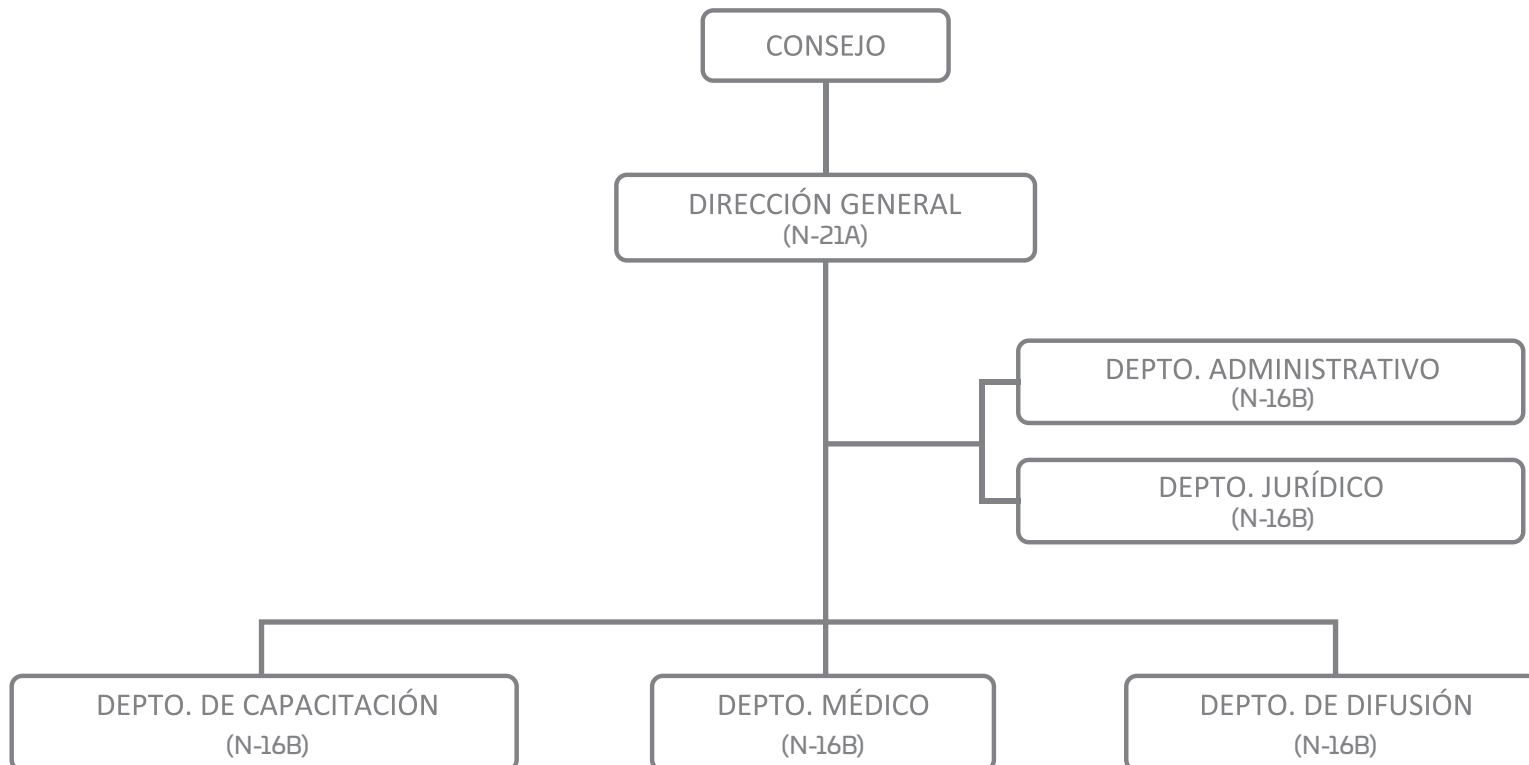 CONSEJO
DIRECCIÓN GENERAL
(N-21A)
DEPTO. ADMINISTRATIVO
(N-16B)
DEPTO. JURÍDICO
(N-16B)
DEPTO. DE CAPACITACIÓN
(N-16B)
DEPTO. MÉDICO
(N-16B)
DEPTO. DE DIFUSIÓN
(N-16B)